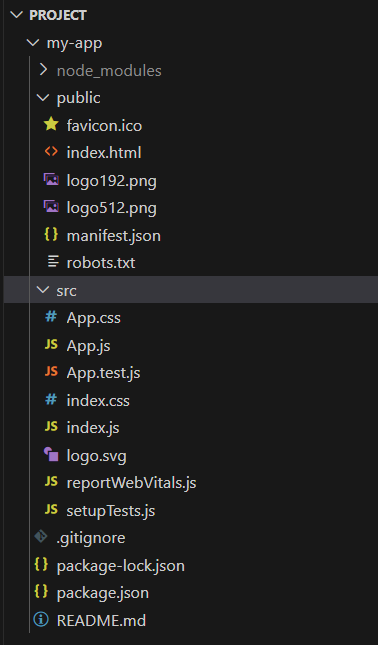 PROJECT
my-app
node_modules
public
favicon.ico
<> index.html
logo192.png
logo512.png
{} manifest.json
robots.txt
src
# App.css
JS App.js
JS App.test.js
# index.css
JS index.js
logo.svg
JS reportWebVitals.js
JS setupTests.js
.gitignore
{} package-lock.json
{} package.json
README.md